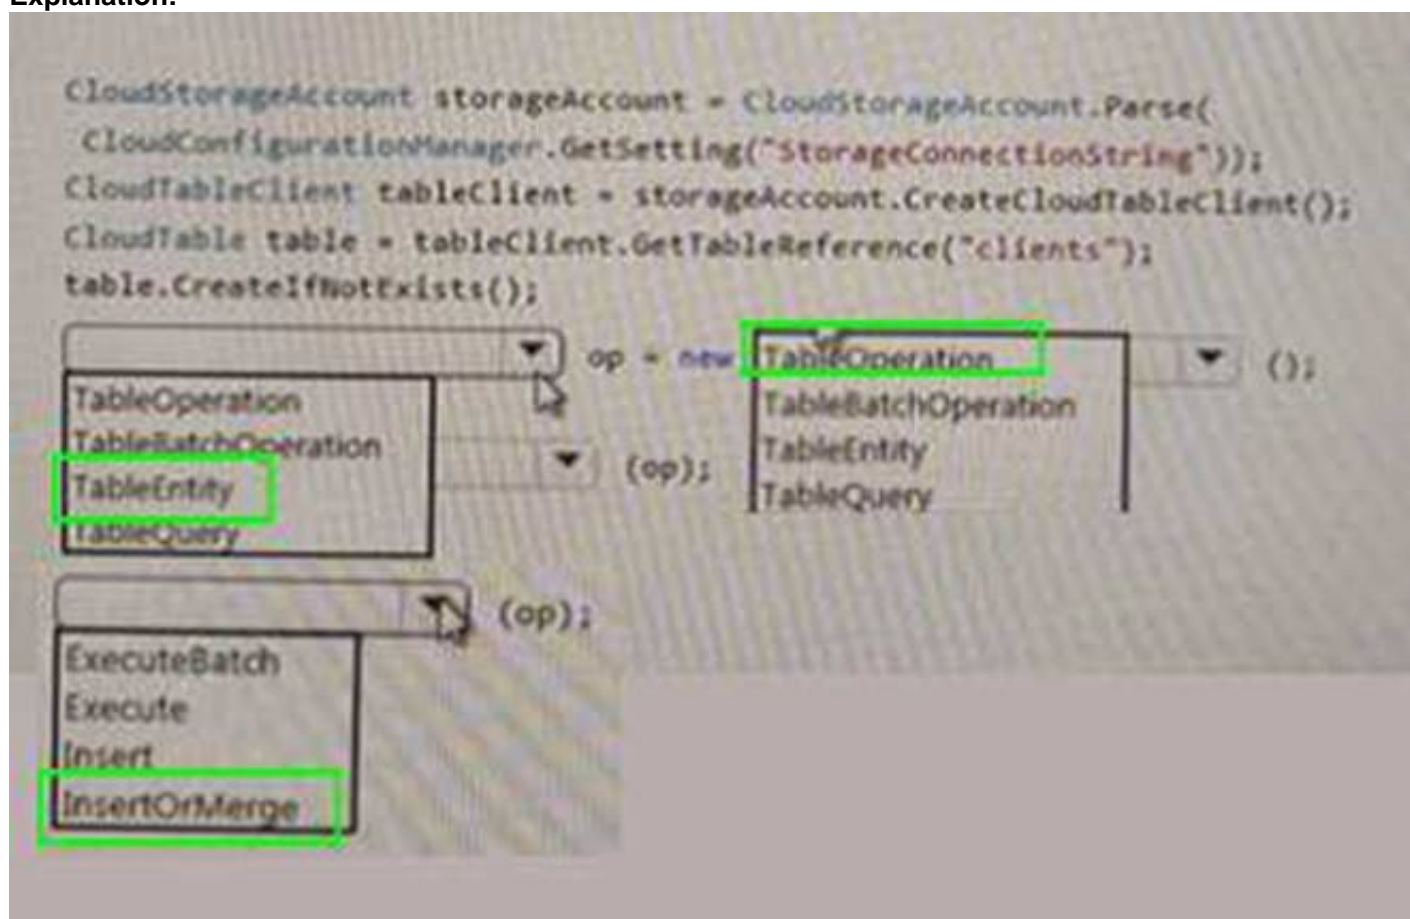 Explanation:
CloudStorageAccount storageAccount = CloudStorageAccount.Parse(
CloudConfigurationManager.GetSetting("StorageConnectionString"));
CloudTableClient tableClient = storageAccount.CreateCloudTableClient();
CloudTable table = tableClient.GetTableReference("clients");
table.CreateIfNotExists();
op = new TableOperation ();
TableOperation
TableBatchOperation
TableEntity
TableQuery
(op);
TableBatchOperation
TableEntity
TableQuery
(op);
ExecuteBatch
Execute
Insert
InsertOrMerge